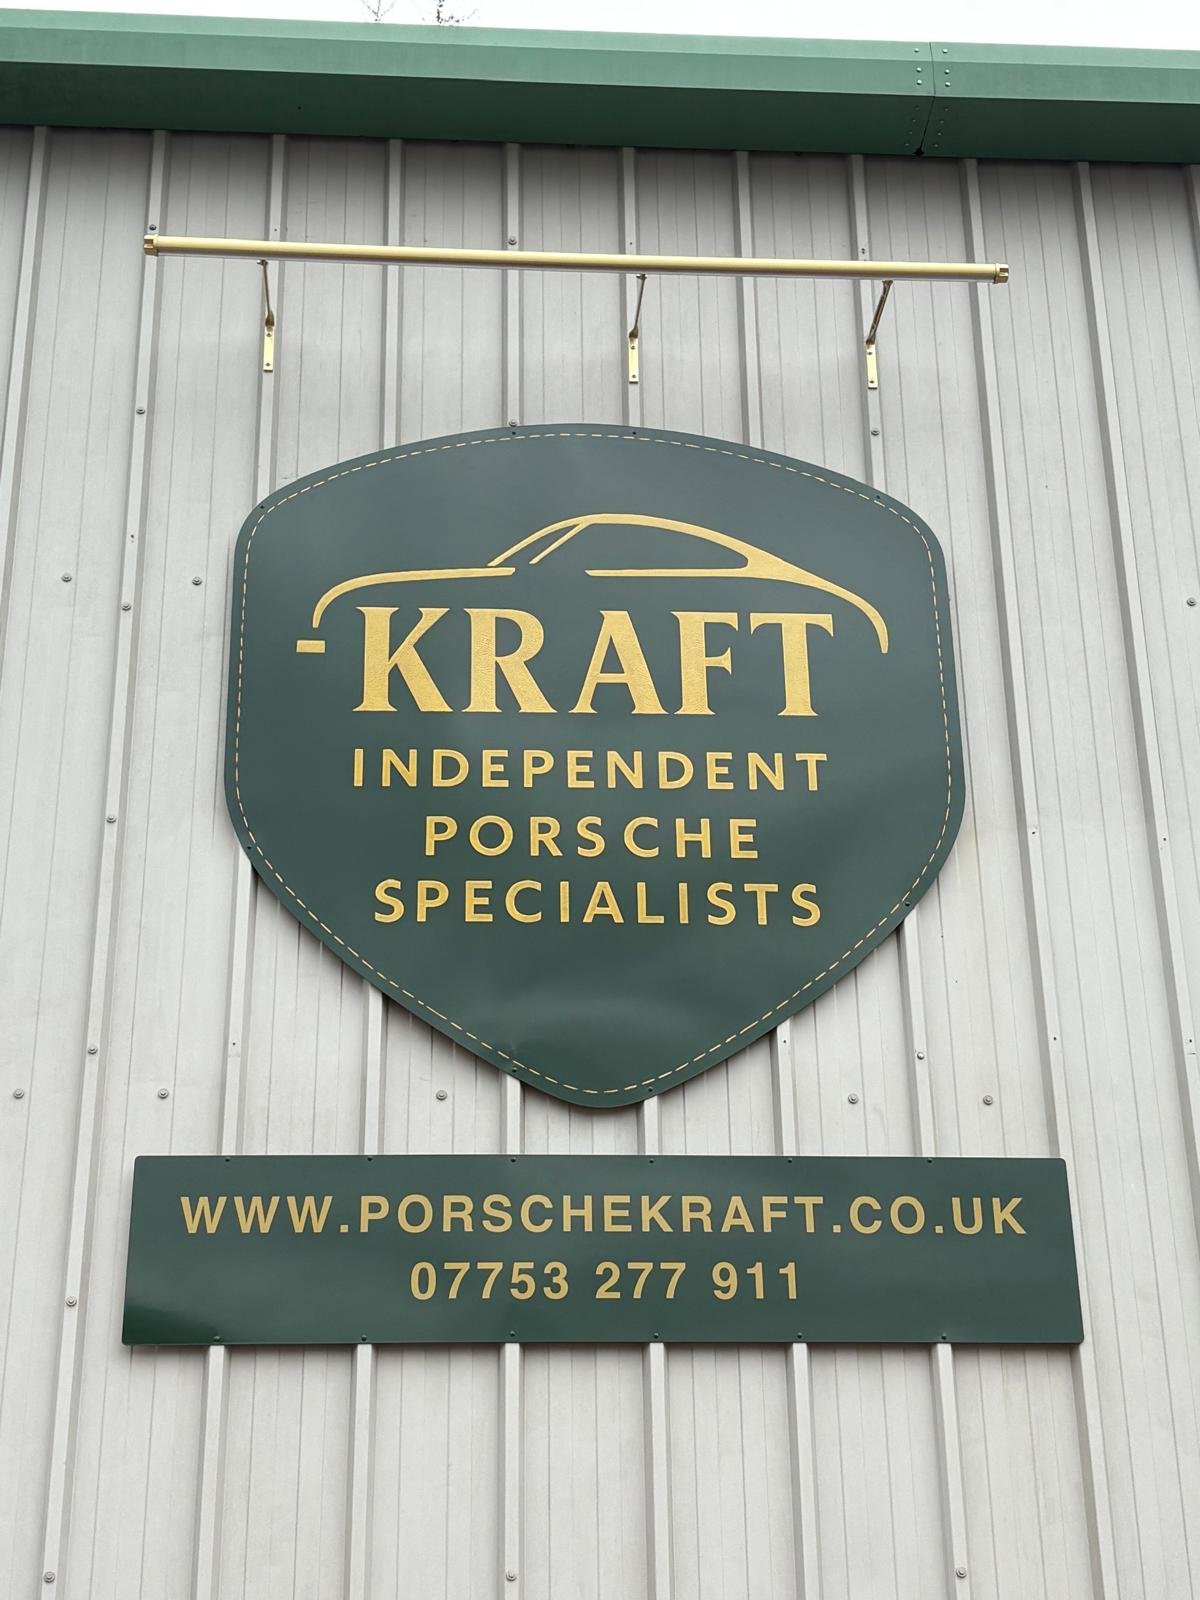 KRAFT
INDEPENDENT
PORSCHE
SPECIALISTS
WWW.PORSCHEKRAFT.CO.UK
07753 277 911